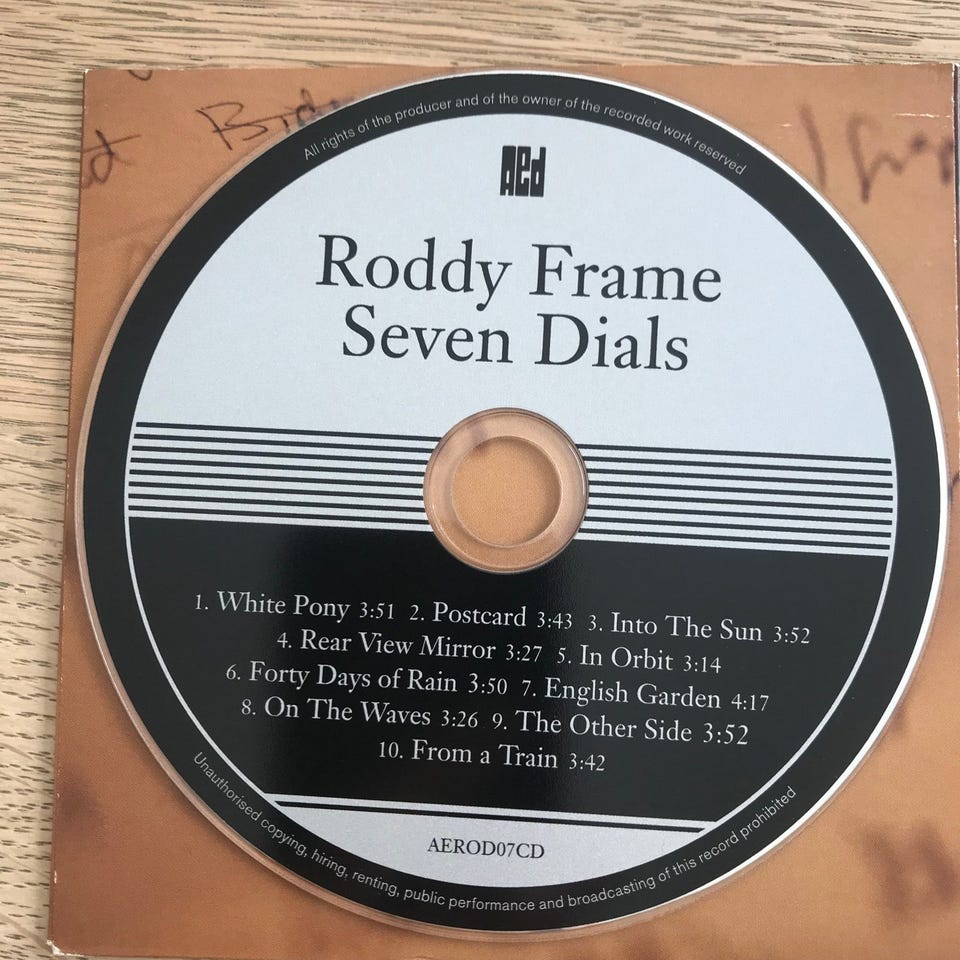 All rights of the producer and of the owner of the recorded work reserved
AED
Roddy Frame
Seven Dials
1. White Pony 3:51 2. Postcard 3:43 3. Into The Sun 3:52
4. Rear View Mirror 3:27 5. In Orbit 3:14
6. Forty Days of Rain 3:50 7. English Garden 4:17
8. On The Waves 3:26 9. The Other Side 3:52
10. From a Train 3:42
AEROD07CD
Unauthorised copying, hiring, renting, public performance and broadcasting of this record prohibited